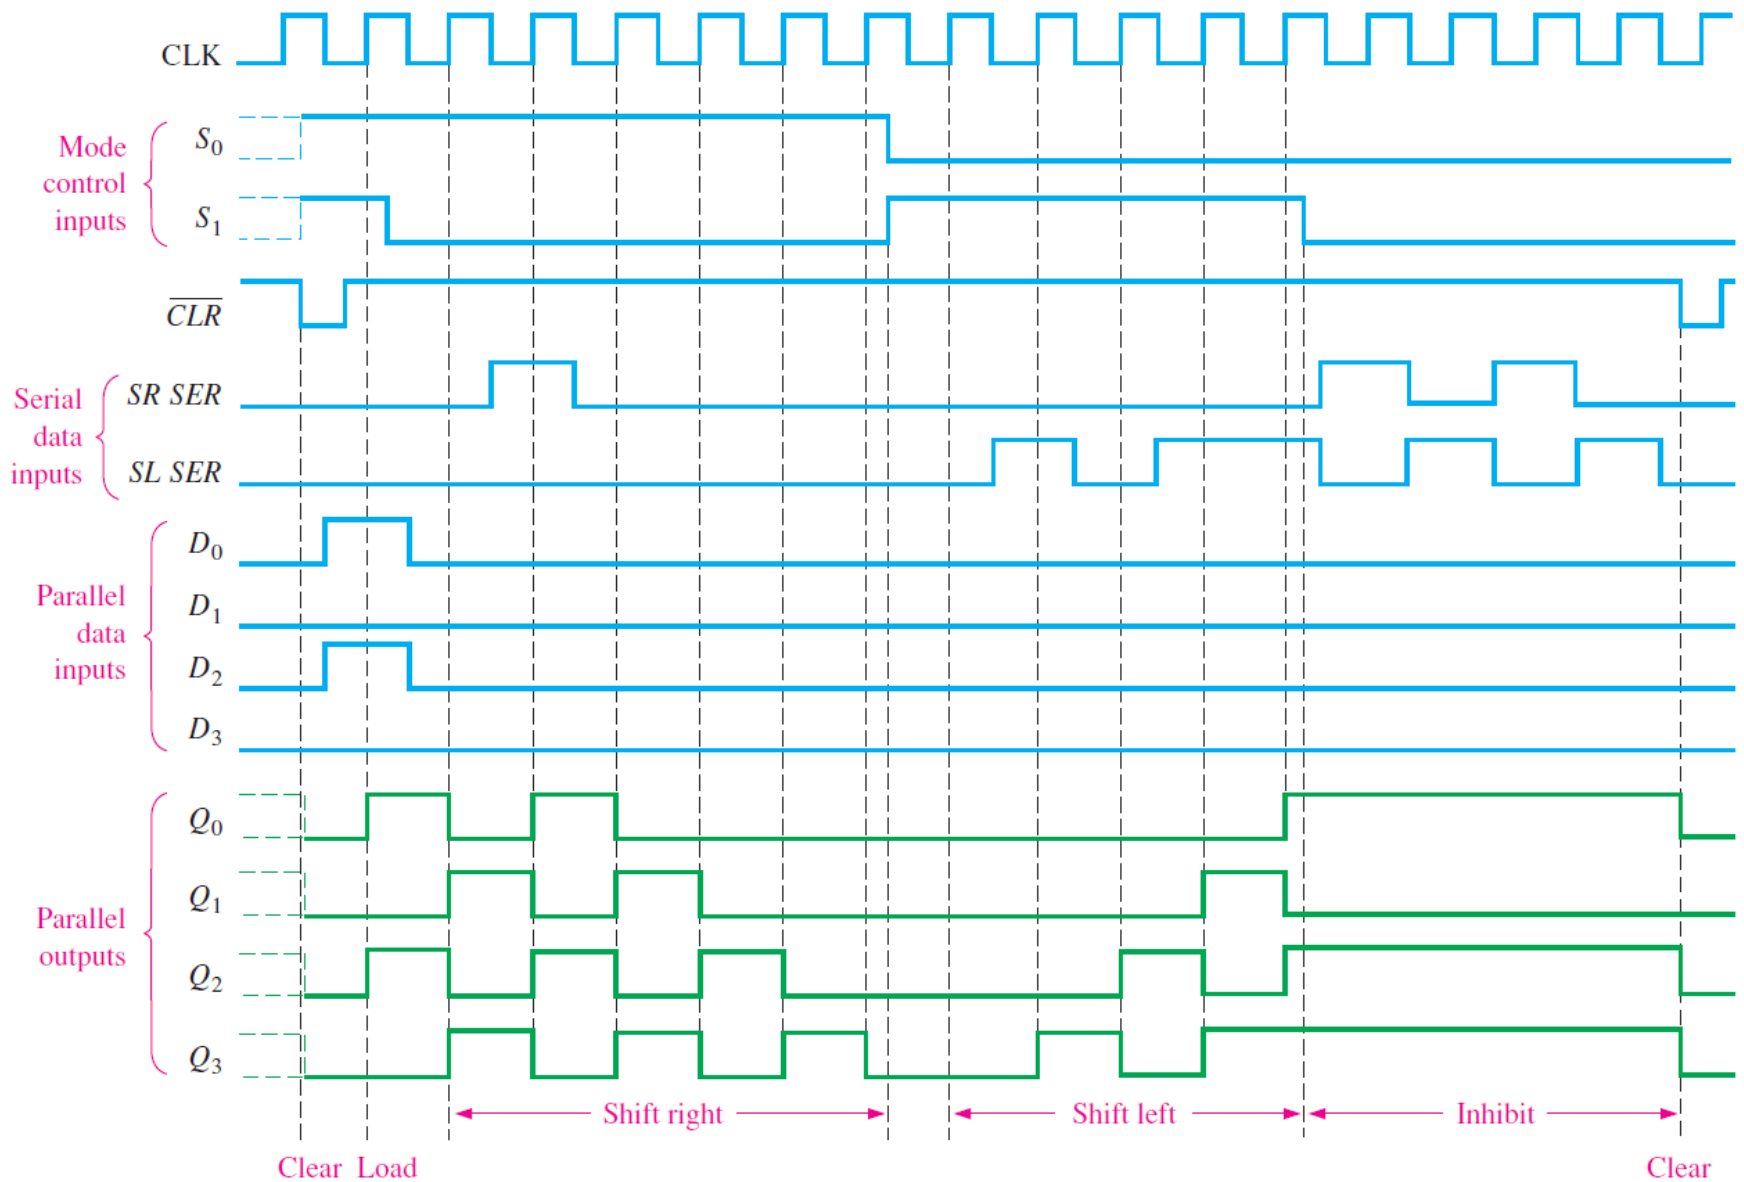 CLK
Mode
control
inputs
S₀
S₁
C̅L̅R̅
Serial
data
inputs
SR SER
SL SER
Parallel
data
inputs
D₀
D₁
D₂
D₃
Parallel
outputs
Q₀
Q₁
Q₂
Q₃
Shift right
Shift left
Inhibit
Clear
Load
Clear